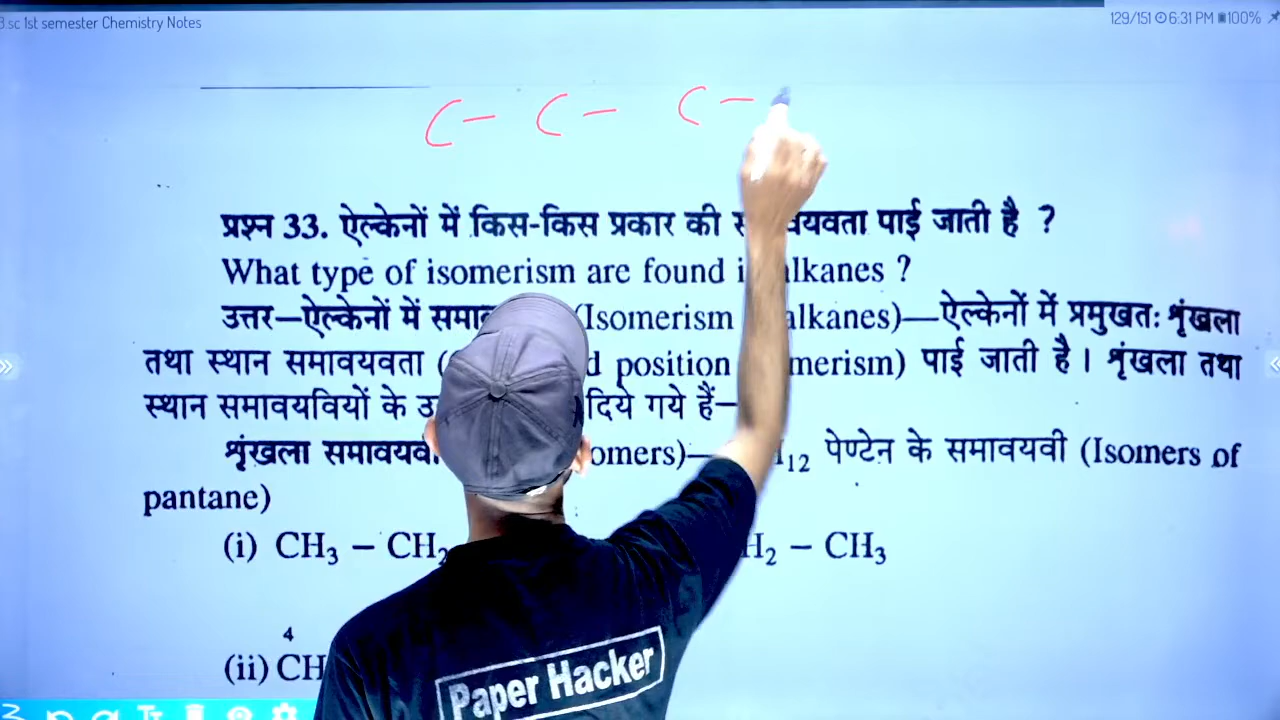 B.sc 1st semester Chemistry Notes
129/151 6:31 PM 100%
C - C - C -
प्रश्न 33. ऐल्केनों में किस-किस प्रकार की स वयवता पाई जाती है ?
What type of isomerism are found i alkanes ?
उत्तर—ऐल्केनों में समाव (Isomerism alkanes)—ऐल्केनों में प्रमुखतः शृंखला
तथा स्थान समावयवता ( d position merism) पाई जाती है। शृंखला तथा
स्थान समावयवियों के उ दिये गये हैं—
शृंखला समावयव omers)— H₁₂ पेण्टेन के समावयवी (Isomers of
pantane)
(i) CH₃ – CH₂ H₂ – CH₃
4
(ii) CH
Paper Hacker